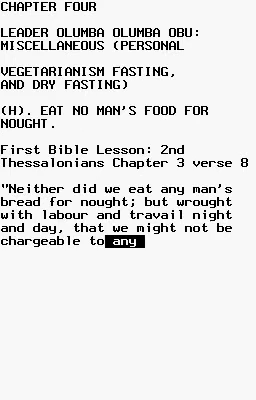 CHAPTER FOUR
LEADER OLUMBA OLUMBA OBU:
MISCELLANEOUS (PERSONAL
VEGETARIANISM FASTING,
AND DRY FASTING)
(H). EAT NO MAN'S FOOD FOR
NOUGHT.
First Bible Lesson: 2nd
Thessalonians Chapter 3 verse 8
"Neither did we eat any man's
bread for nought; but wrought
with labour and travail night
and day, that we might not be
chargeable to any